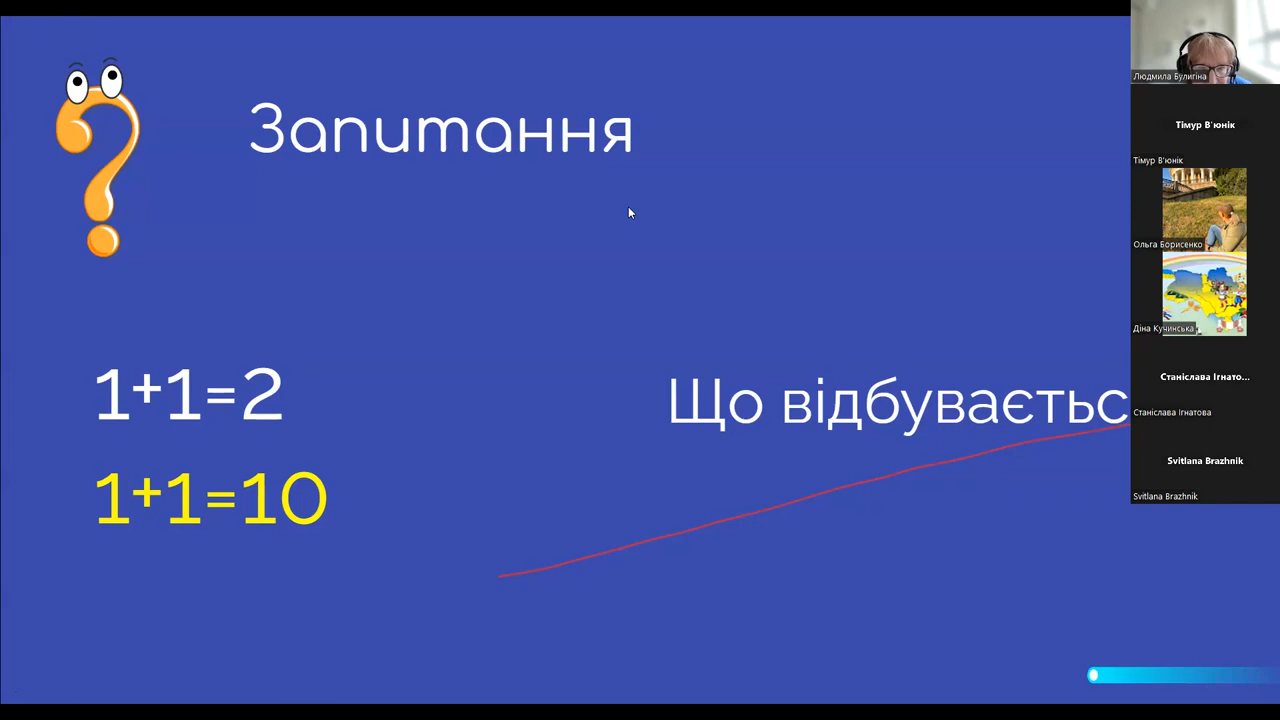 Запитання
1+1=2
1+1=10
Що відбуваєтьс
Людмила Булигіна
Тімур В'юнік
Тімур В'юнік
Ольга Борисенко
Діна Кучинська
Станіслава Ігнато...
Станіслава Ігнатова
Svitlana Brazhnik
Svitlana Brazhnik